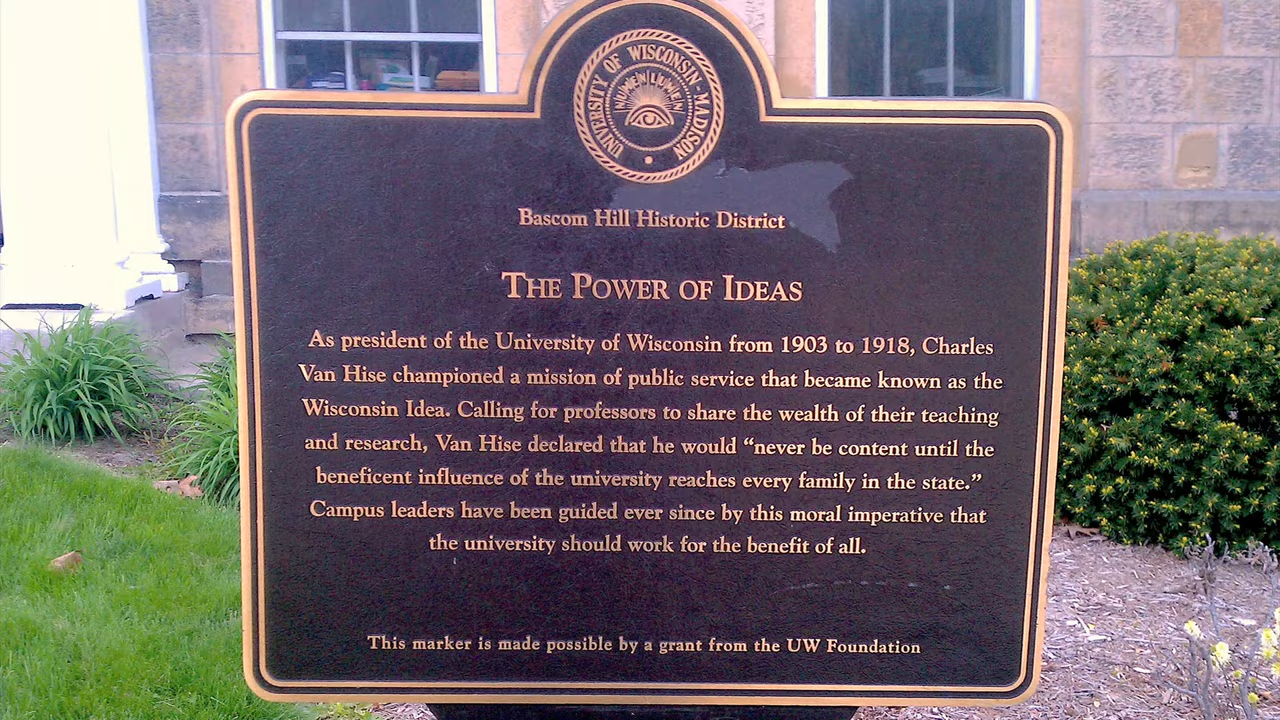 UNIVERSITY OF WISCONSIN-MADISON
NUMEN LUMEN
Bascom Hill Historic District
THE POWER OF IDEAS
As president of the University of Wisconsin from 1903 to 1918, Charles
Van Hise championed a mission of public service that became known as the
Wisconsin Idea. Calling for professors to share the wealth of their teaching
and research, Van Hise declared that he would “never be content until the
beneficent influence of the university reaches every family in the state.”
Campus leaders have been guided ever since by this moral imperative that
the university should work for the benefit of all.
This marker is made possible by a grant from the UW Foundation